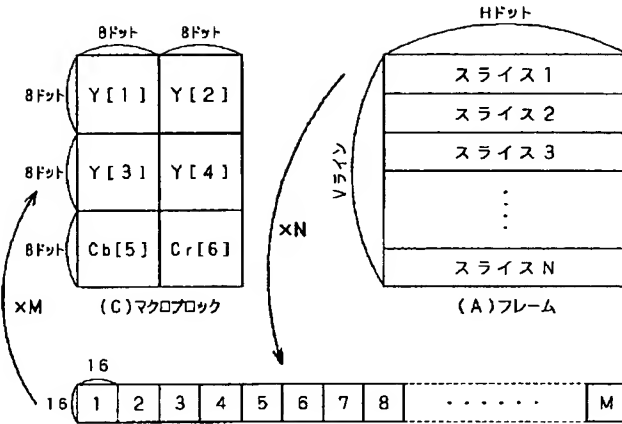 8ドット 8ドット
8ドット Y[1] Y[2]
8ドット Y[3] Y[4]
8ドット Cb[5] Cr[6]
(C)マクロブロック
×M
×N
Hドット
Vライン
スライス1
スライス2
スライス3
・・・・
スライスN
(A)フレーム
16
16 1 2 3 4 5 6 7 8 ・・・・・・ M